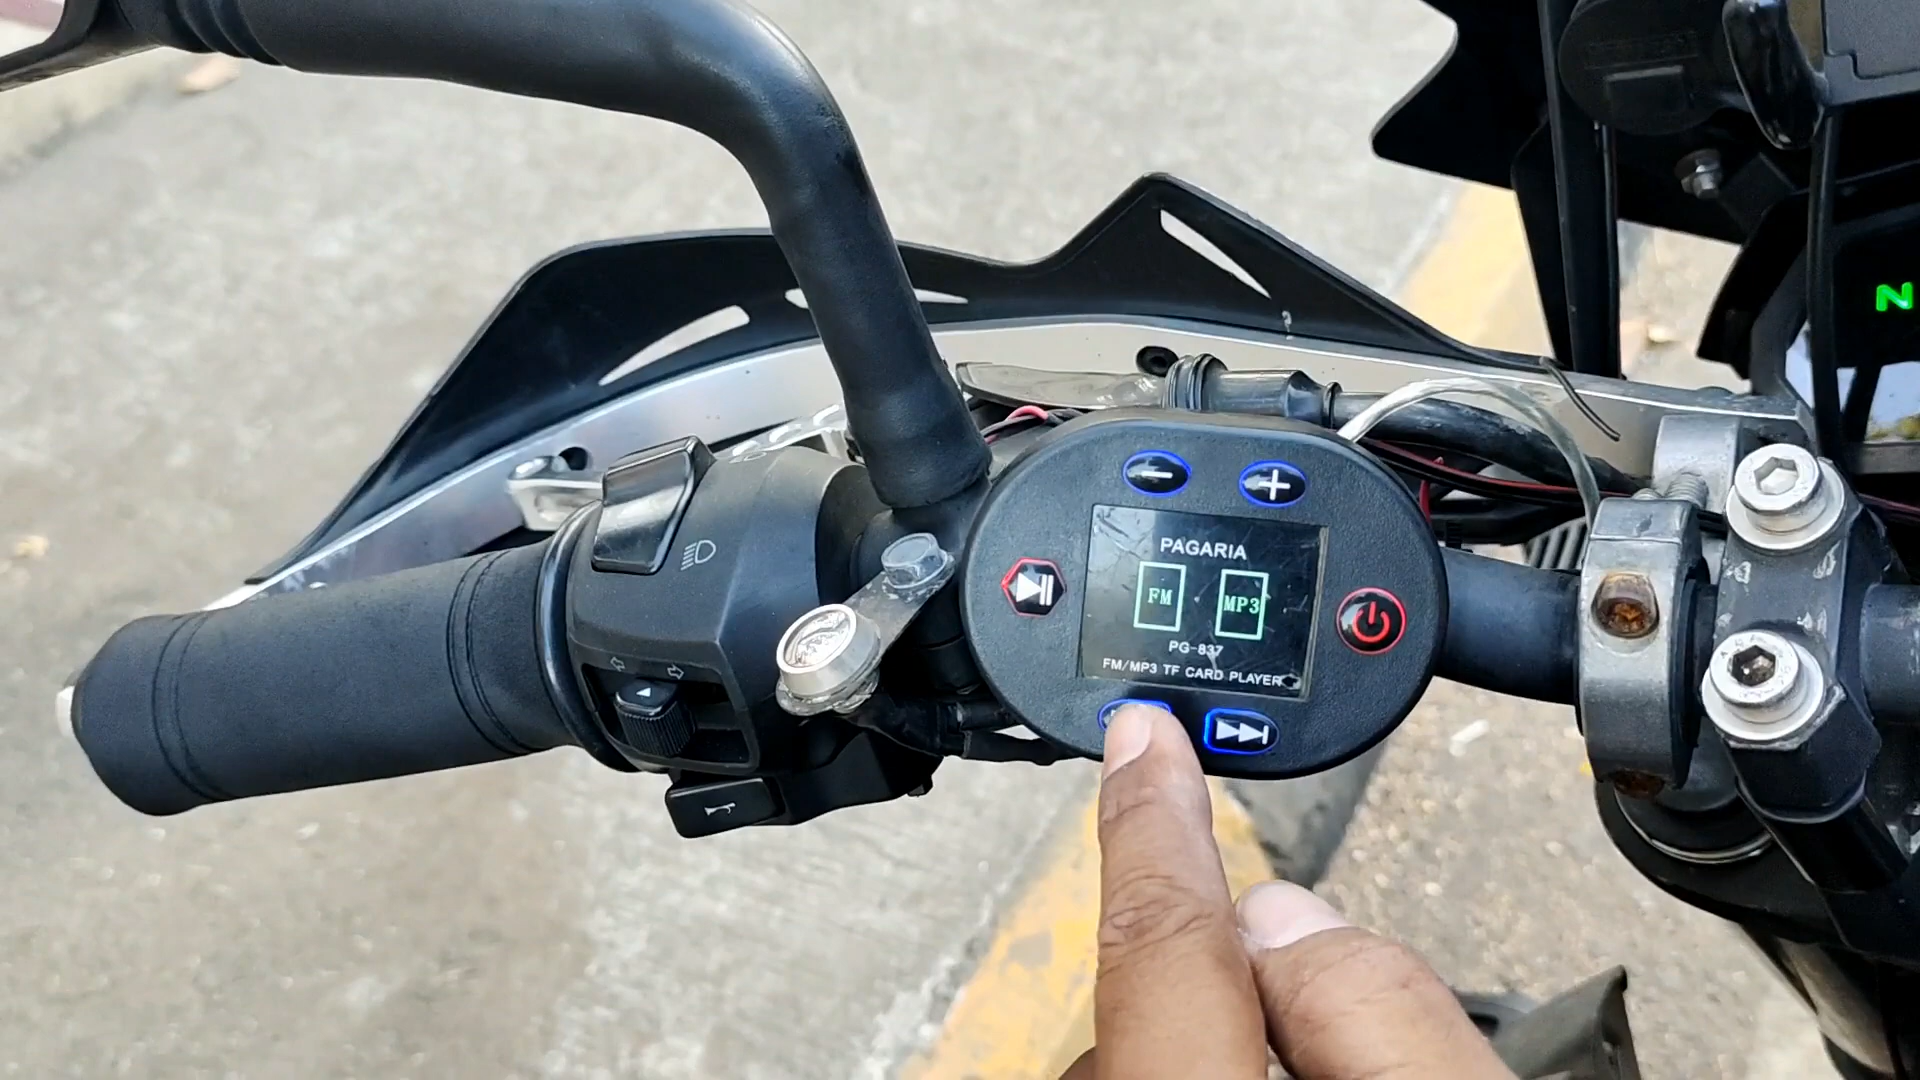 N
PAGARIA
FM MP3
PG-837
FM/MP3 TF CARD PLAYER